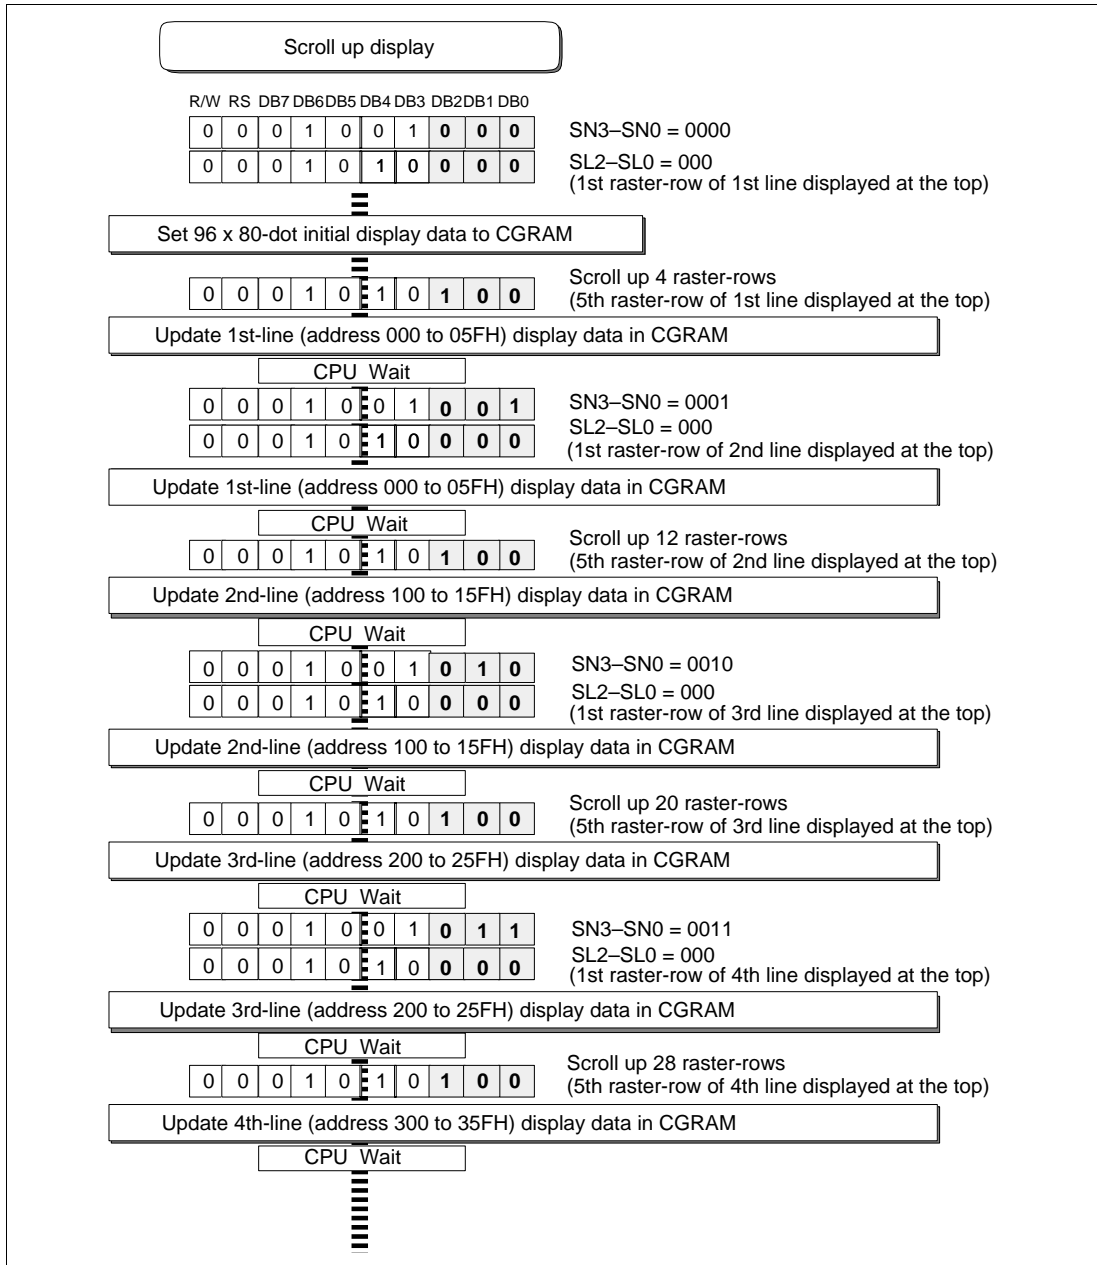 Scroll up display
R/W RS DB7 DB6 DB5 DB4 DB3 DB2 DB1 DB0
0 0 0 1 0 0 1 0 0 0 SN3–SN0 = 0000
0 0 0 1 0 1 0 0 0 0 SL2–SL0 = 000
(1st raster-row of 1st line displayed at the top)
Set 96 x 80-dot initial display data to CGRAM
Scroll up 4 raster-rows
0 0 0 1 0 1 0 1 0 0 (5th raster-row of 1st line displayed at the top)
Update 1st-line (address 000 to 05FH) display data in CGRAM
CPU Wait
0 0 0 1 0 0 1 0 0 1 SN3–SN0 = 0001
0 0 0 1 0 1 0 0 0 0 SL2–SL0 = 000
(1st raster-row of 2nd line displayed at the top)
Update 1st-line (address 000 to 05FH) display data in CGRAM
CPU Wait
Scroll up 12 raster-rows
0 0 0 1 0 1 0 1 0 0 (5th raster-row of 2nd line displayed at the top)
Update 2nd-line (address 100 to 15FH) display data in CGRAM
CPU Wait
0 0 0 1 0 0 1 0 1 0 SN3–SN0 = 0010
0 0 0 1 0 1 0 0 0 0 SL2–SL0 = 000
(1st raster-row of 3rd line displayed at the top)
Update 2nd-line (address 100 to 15FH) display data in CGRAM
CPU Wait
Scroll up 20 raster-rows
0 0 0 1 0 1 0 1 0 0 (5th raster-row of 3rd line displayed at the top)
Update 3rd-line (address 200 to 25FH) display data in CGRAM
CPU Wait
0 0 0 1 0 0 1 0 1 1 SN3–SN0 = 0011
0 0 0 1 0 1 0 0 0 0 SL2–SL0 = 000
(1st raster-row of 4th line displayed at the top)
Update 3rd-line (address 200 to 25FH) display data in CGRAM
CPU Wait
Scroll up 28 raster-rows
0 0 0 1 0 1 0 1 0 0 (5th raster-row of 4th line displayed at the top)
Update 4th-line (address 300 to 35FH) display data in CGRAM
CPU Wait